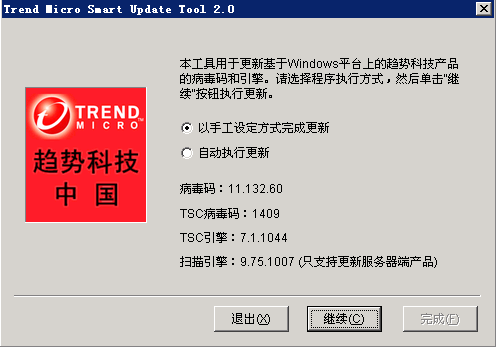 Trend Micro Smart Update Tool 2.0
本工具用于更新基于Windows平台上的趋势科技产品
的病毒码和引擎。请选择程序执行方式，然后单击"继
续"按钮执行更新。
TREND
MICRO
趋势科技
中国
以手工设定方式完成更新
自动执行更新
病毒码：11.132.60
TSC病毒码：1409
TSC引擎：7.1.1044
扫描引擎：9.75.1007 (只支持更新服务器端产品)
退出(X)
继续(C)
完成(F)